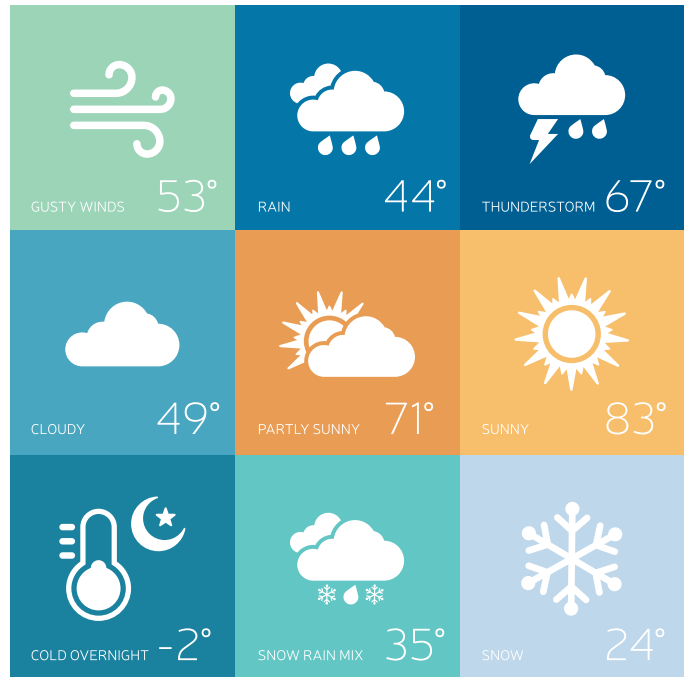 GUSTY WINDS 53°
RAIN 44°
THUNDERSTORM 67°
CLOUDY 49°
PARTLY SUNNY 71°
SUNNY 83°
COLD OVERNIGHT -2°
SNOW RAIN MIX 35°
SNOW 24°